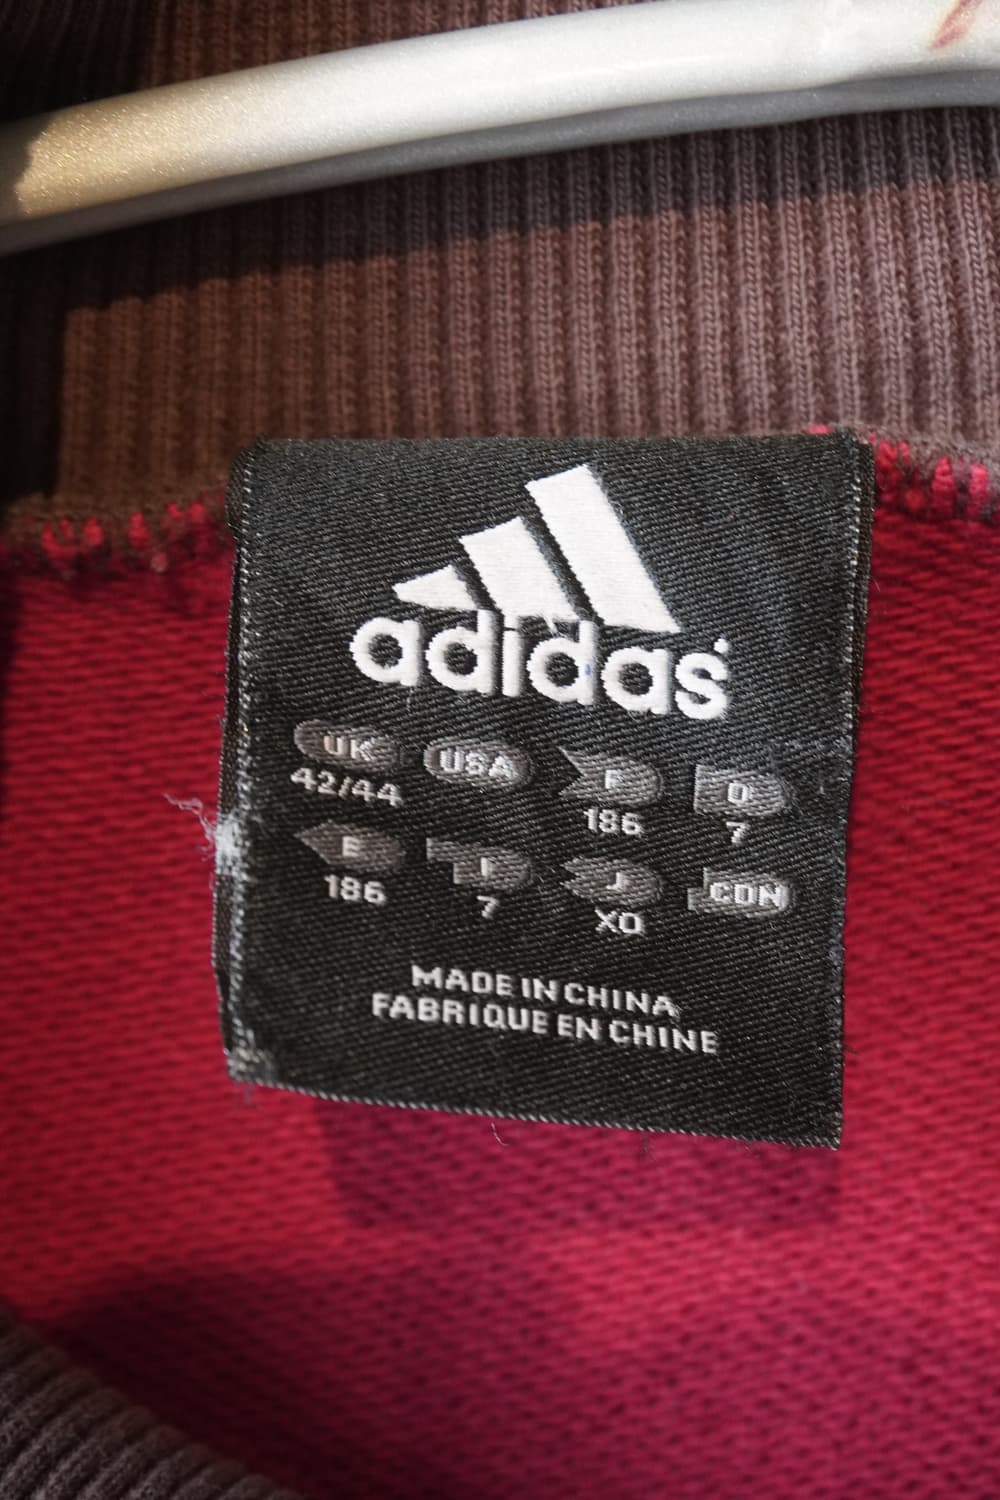 adidas
UK USA F D
42/44 186 7
E I J CDN
186 7 XO
MADE IN CHINA
FABRIQUE EN CHINE